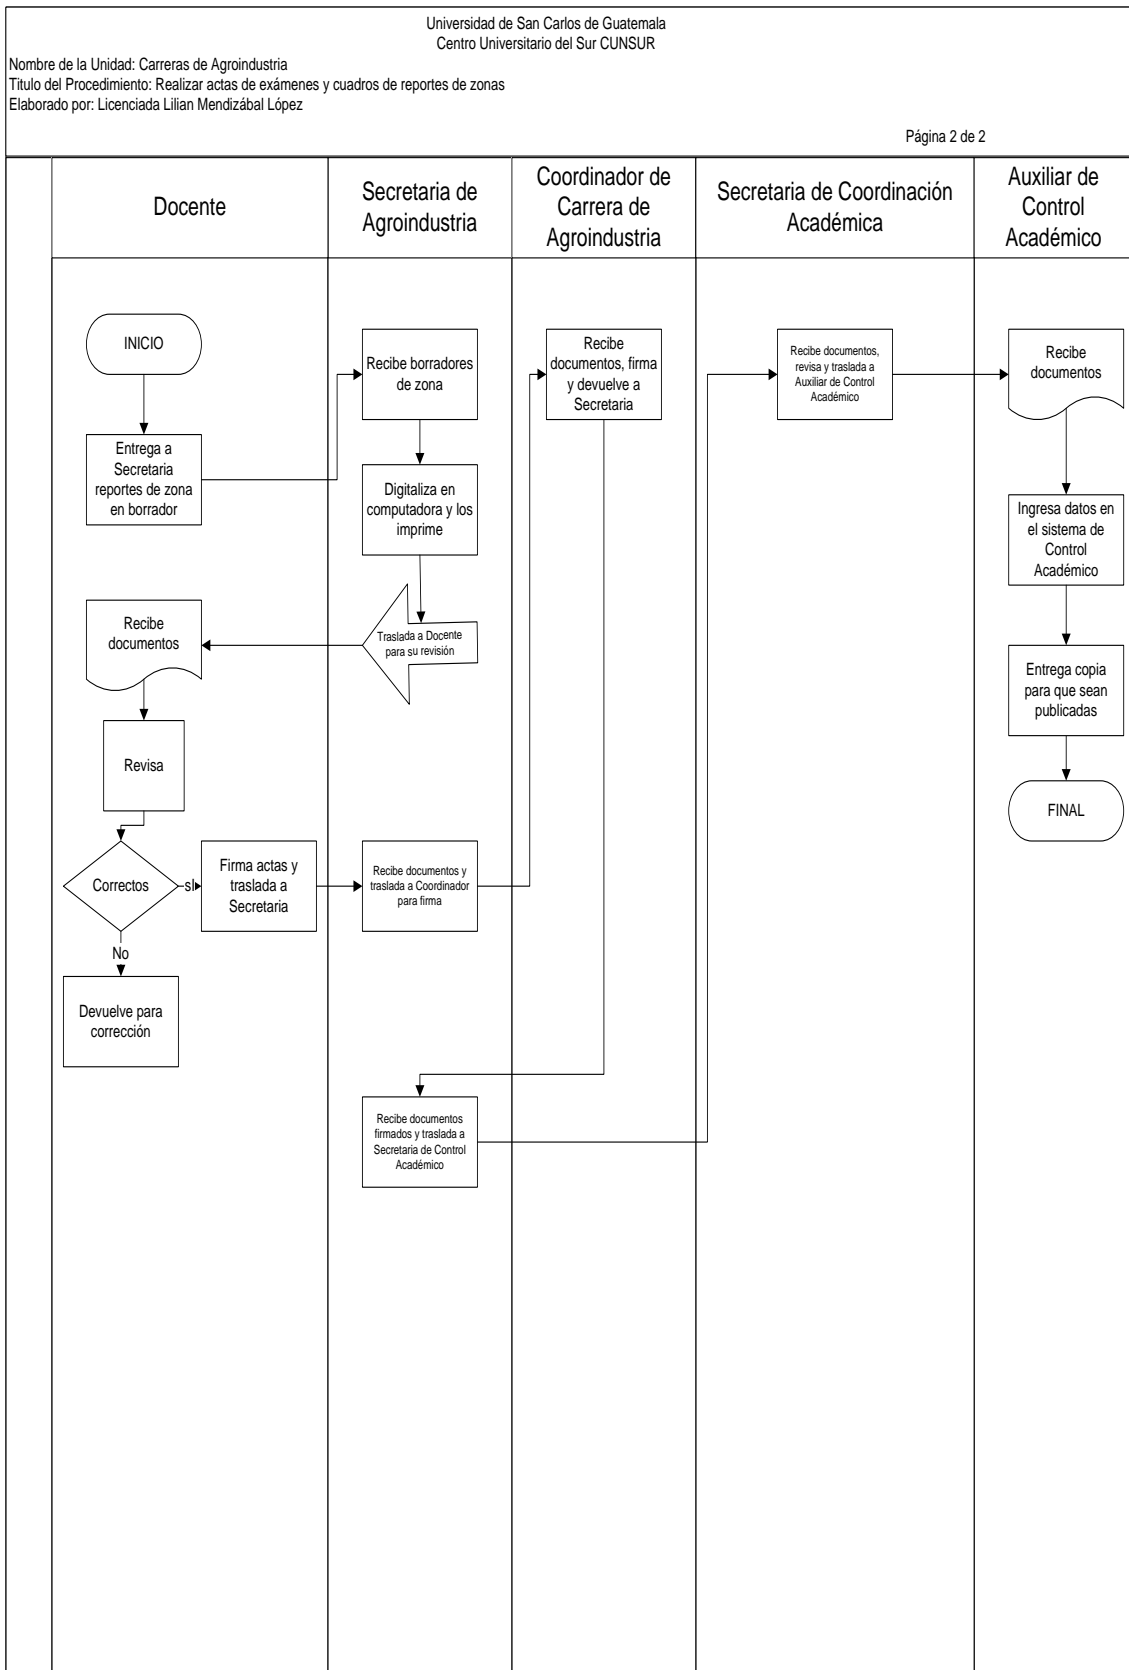 Universidad de San Carlos de Guatemala
Centro Universitario del Sur CUNSUR
Nombre de la Unidad: Carreras de Agroindustria
Titulo del Procedimiento: Realizar actas de exámenes y cuadros de reportes de zonas
Elaborado por: Licenciada Lilian Mendizábal López
Página 2 de 2
Docente
Secretaria de
Agroindustria
Coordinador de
Carrera de
Agroindustria
Secretaria de Coordinación
Académica
Auxiliar de
Control
Académico
INICIO
Entrega a
Secretaria
reportes de zona
en borrador
Recibe borradores
de zona
Digitaliza en
computadora y los
imprime
Traslada a Docente
para su revisión
Recibe
documentos
Revisa
Correctos
sI
No
Devuelve para
corrección
Firma actas y
traslada a
Secretaria
Recibe documentos y
traslada a Coordinador
para firma
Recibe
documentos, firma
y devuelve a
Secretaria
Recibe documentos
firmados y traslada a
Secretaria de Control
Académico
Recibe documentos,
revisa y traslada a
Auxiliar de Control
Académico
Recibe
documentos
Ingresa datos en
el sistema de
Control
Académico
Entrega copia
para que sean
publicadas
FINAL